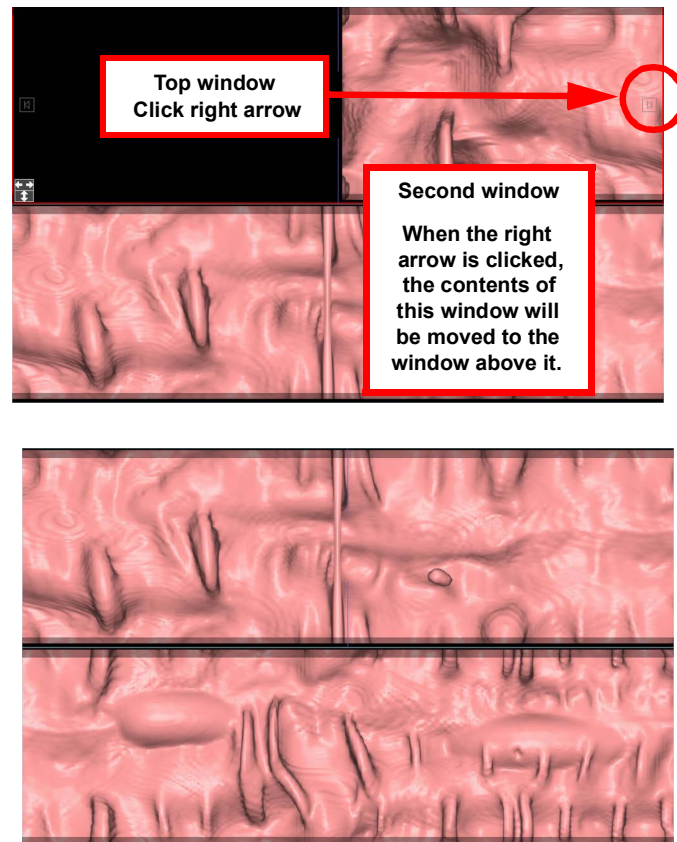 Top window
Click right arrow
Second window
When the right
arrow is clicked,
the contents of
this window will
be moved to the
window above it.